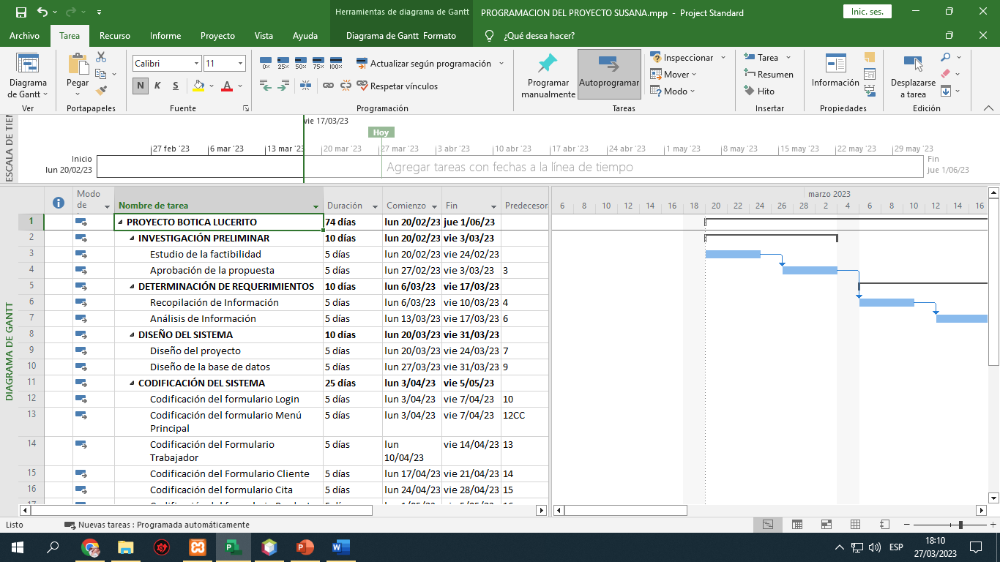 Herramientas de diagrama de Gantt
PROGRAMACION DEL PROYECTO SUSANA.mpp - Project Standard
Inic. ses.
Archivo Tarea Recurso Informe Proyecto Vista Ayuda Diagrama de Gantt Formato ¿Qué desea hacer?
Diagrama de Gantt
Ver
Pegar
Portapapeles
Calibri 11
N K S
Fuente
0% 25% 50% 75% 100%
Actualizar según programación
Respetar vínculos
Programación
Programar manualmente
Autoprogramar
Inspeccionar
Mover
Modo
Tareas
Tarea
Resumen
Hito
Insertar
Información
Propiedades
Desplazarse a tarea
Edición
ESCALA DE TIEM
vie 17/03/23
Hoy
27 feb '23 6 mar '23 13 mar '23 20 mar '23 27 mar '23 3 abr '23 10 abr '23 17 abr '23 24 abr '23 1 may '23 8 may '23 15 may '23 22 may '23 29 may '23
Inicio
lun 20/02/23
Agregar tareas con fechas a la línea de tiempo
Fin
jue 1/06/23
DIAGRAMA DE GANTT
Modo de Nombre de tarea Duración Comienzo Fin Predecesor
marzo 2023
6 8 10 12 14 16 18 20 22 24 26 28 2 4 6 8 10 12 14 16
1 PROYECTO BOTICA LUCERITO 74 días lun 20/02/23 jue 1/06/23
2 INVESTIGACIÓN PRELIMINAR 10 días lun 20/02/23 vie 3/03/23
3 Estudio de la factibilidad 5 días lun 20/02/23 vie 24/02/23
4 Aprobación de la propuesta 5 días lun 27/02/23 vie 3/03/23 3
5 DETERMINACIÓN DE REQUERIMIENTOS 10 días lun 6/03/23 vie 17/03/23
6 Recopilación de Información 5 días lun 6/03/23 vie 10/03/23 4
7 Análisis de Información 5 días lun 13/03/23 vie 17/03/23 6
8 DISEÑO DEL SISTEMA 10 días lun 20/03/23 vie 31/03/23
9 Diseño del proyecto 5 días lun 20/03/23 vie 24/03/23 7
10 Diseño de la base de datos 5 días lun 27/03/23 vie 31/03/23 9
11 CODIFICACIÓN DEL SISTEMA 25 días lun 3/04/23 vie 5/05/23
12 Codificación del formulario Login 5 días lun 3/04/23 vie 7/04/23 10
13 Codificación del formulario Menú Principal 5 días lun 3/04/23 vie 7/04/23 12CC
14 Codificación del Formulario Trabajador 5 días lun 10/04/23 vie 14/04/23 13
15 Codificación del Formulario Cliente 5 días lun 17/04/23 vie 21/04/23 14
16 Codificación del formulario Cita 5 días lun 24/04/23 vie 28/04/23 15
Listo Nuevas tareas : Programada automáticamente
ESP
18:10
27/03/2023